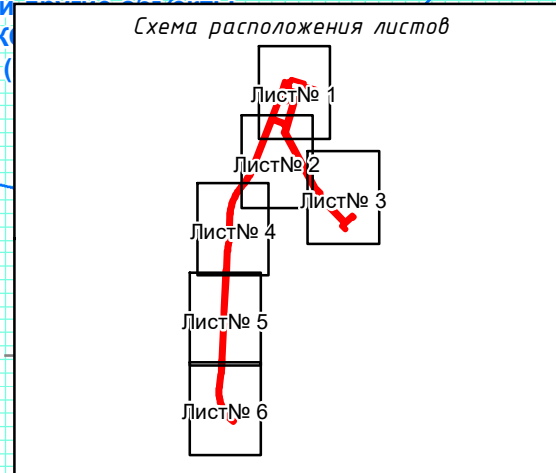 Схема расположения листов
Лист№ 1
Лист№ 2
Лист№ 3
Лист№ 4
Лист№ 5
Лист№ 6